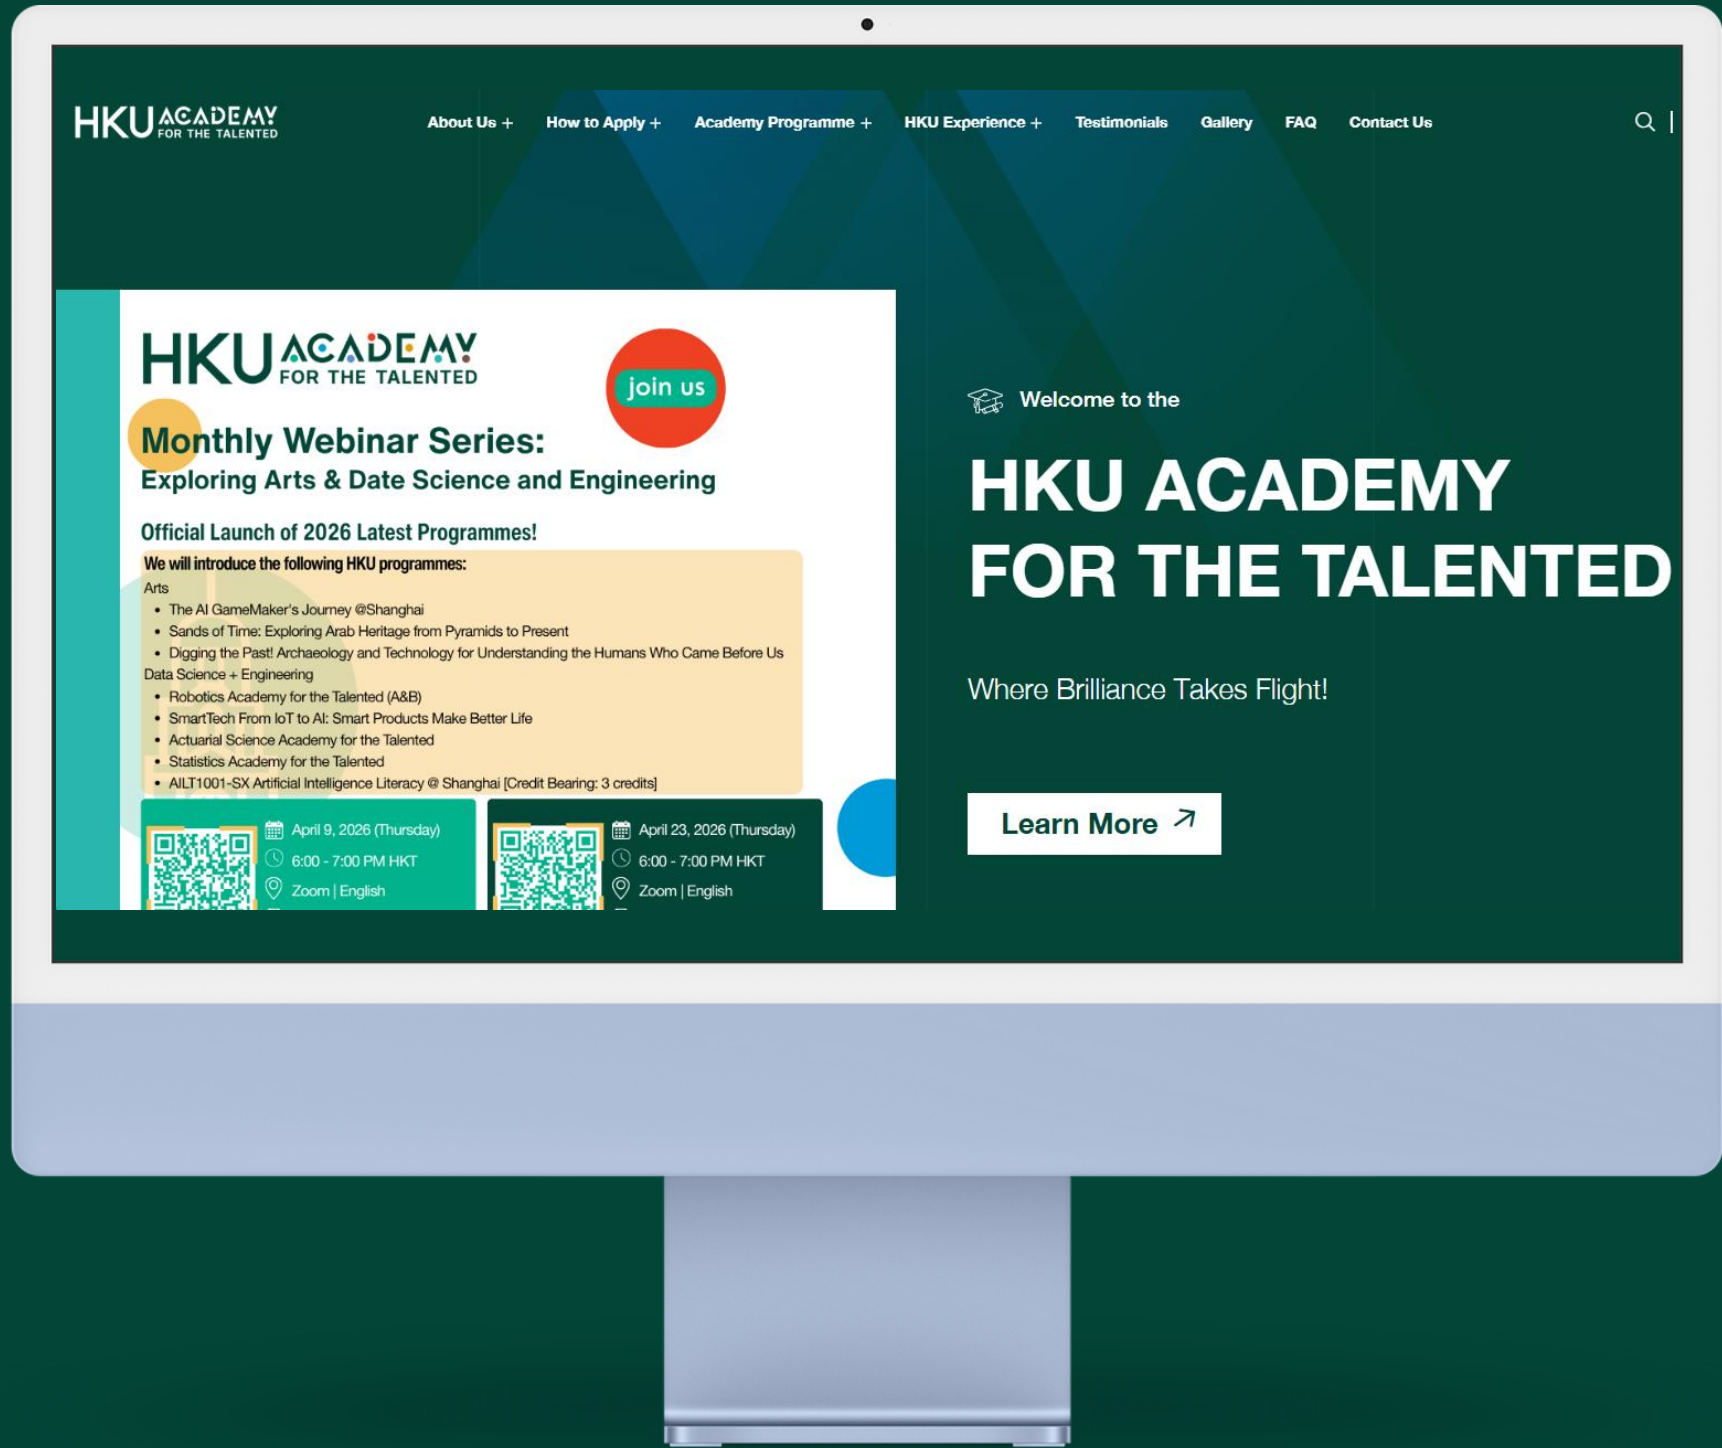 HKU ACADEMY
FOR THE TALENTED
About Us +
How to Apply +
Academy Programme +
HKU Experience +
Testimonials
Gallery
FAQ
Contact Us
HKU ACADEMY
FOR THE TALENTED
join us
Monthly Webinar Series:
Exploring Arts & Date Science and Engineering
Official Launch of 2026 Latest Programmes!
We will introduce the following HKU programmes:
Arts
• The AI GameMaker's Journey @Shanghai
• Sands of Time: Exploring Arab Heritage from Pyramids to Present
• Digging the Past! Archaeology and Technology for Understanding the Humans Who Came Before Us
Data Science + Engineering
• Robotics Academy for the Talented (A&B)
• SmartTech From IoT to AI: Smart Products Make Better Life
• Actuarial Science Academy for the Talented
• Statistics Academy for the Talented
• AILT1001-SX Artificial Intelligence Literacy @ Shanghai [Credit Bearing: 3 credits]
April 9, 2026 (Thursday)
6:00 - 7:00 PM HKT
Zoom | English
April 23, 2026 (Thursday)
6:00 - 7:00 PM HKT
Zoom | English
Welcome to the
HKU ACADEMY
FOR THE TALENTED
Where Brilliance Takes Flight!
Learn More